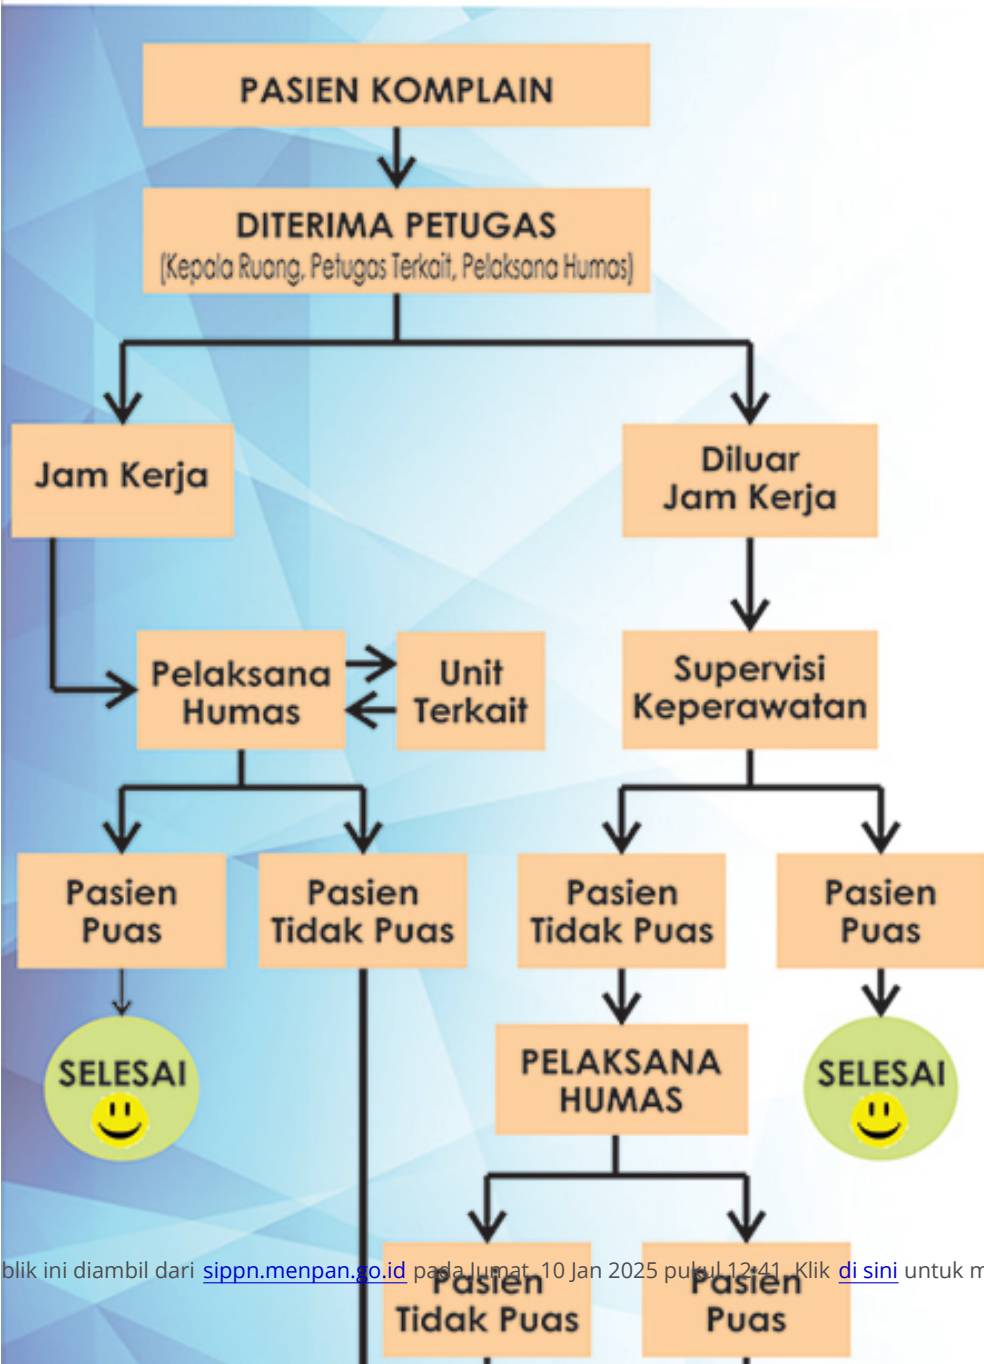 PASIEN KOMPLAIN
DITERIMA PETUGAS
(Kepala Ruang, Petugas Terkait, Pelaksana Humas)
Jam Kerja
Diluar
Jam Kerja
Pelaksana
Humas
Unit
Terkait
Supervisi
Keperawatan
Pasien
Puas
Pasien
Tidak Puas
Pasien
Tidak Puas
Pasien
Puas
SELESAI
PELAKSANA
HUMAS
SELESAI
blik ini diambil dari sippn.menpan.go.id pada Jumat, 10 Jan 2025 pukul 12:41. Klik di sini untuk m
Pasien
Tidak Puas
Pasien
Puas